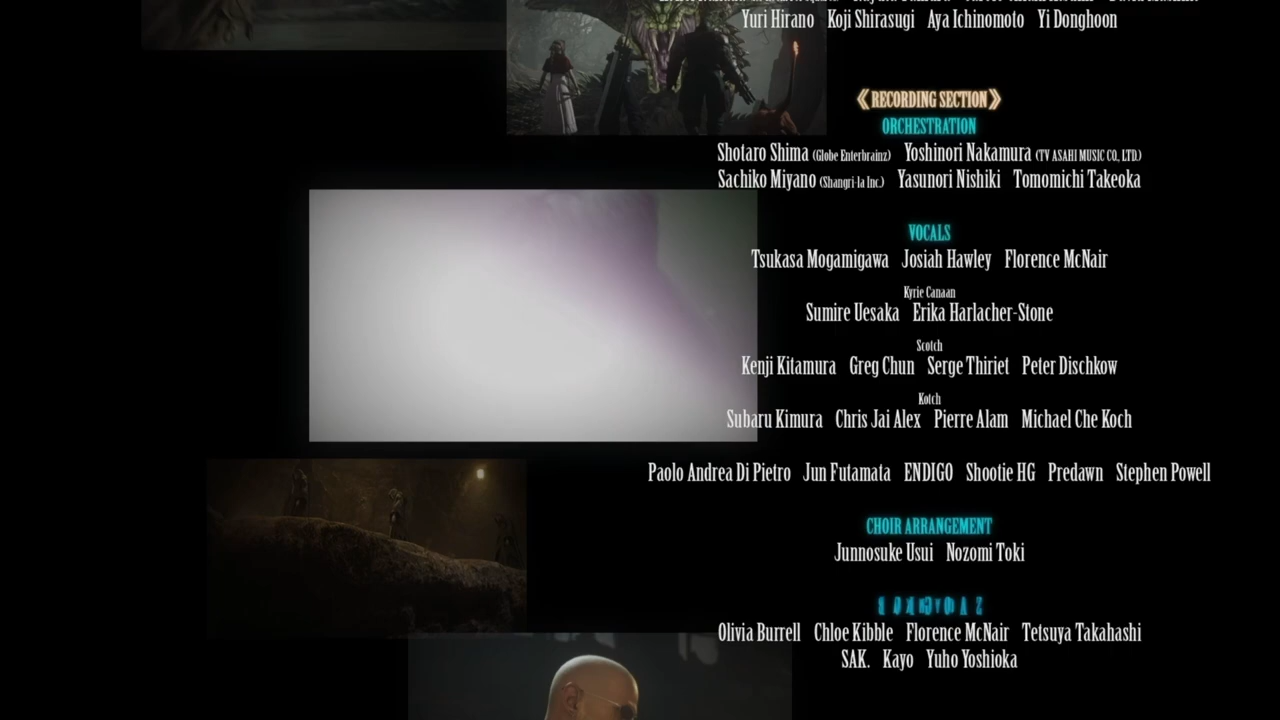 Yuri Hirano Koji Shirasugi Aya Ichinomoto Yi Donghoon
《RECORDING SECTION》
ORCHESTRATION
Shotaro Shima (Globe Enterbrainz) Yoshinori Nakamura (TV ASAHI MUSIC CO., LTD.)
Sachiko Miyano (Shangri-la Inc.) Yasunori Nishiki Tomomichi Takeoka
VOCALS
Tsukasa Mogamigawa Josiah Hawley Florence McNair
Kyrie Canaan
Sumire Uesaka Erika Harlacher-Stone
Scotch
Kenji Kitamura Greg Chun Serge Thiriet Peter Dischkow
Kotch
Subaru Kimura Chris Jai Alex Pierre Alam Michael Che Koch
Paolo Andrea Di Pietro Jun Futamata ENDIGO Shootie HG Predawn Stephen Powell
CHOIR ARRANGEMENT
Junnosuke Usui Nozomi Toki
Olivia Burrell Chloe Kibble Florence McNair Tetsuya Takahashi
SAK. Kayo Yuho Yoshioka